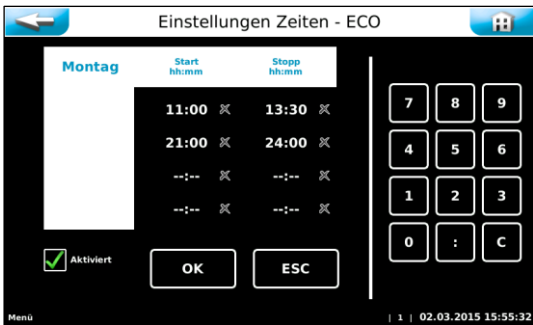 Einstellungen Zeiten - ECO
Montag
Start
hh:mm
Stopp
hh:mm
11:00 13:30
21:00 24:00
--:-- --:--
--:-- --:--
7 8 9
4 5 6
1 2 3
0 : C
Aktiviert
OK
ESC
Menü
| 1 | 02.03.2015 15:55:32